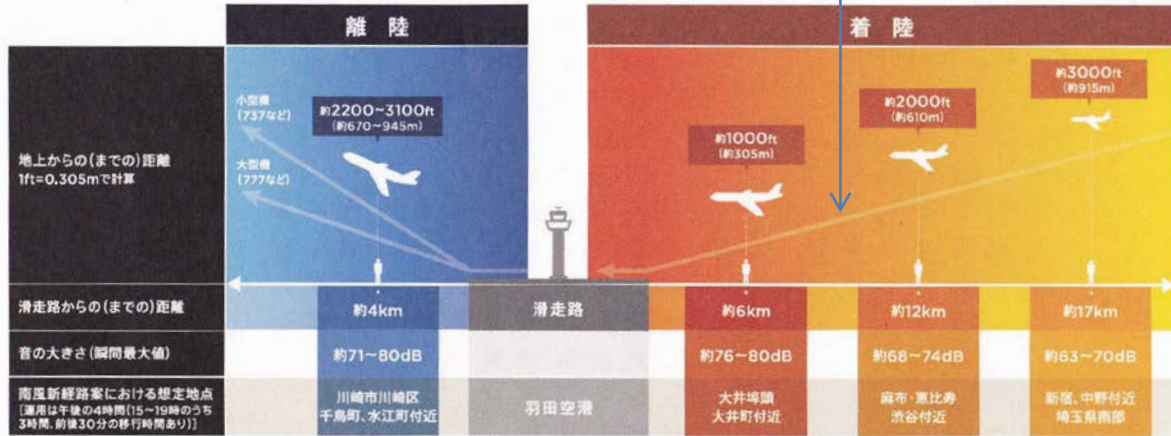 離陸
着陸
地上からの(までの)距離
1ft=0.305mで計算
小型機
(737など)
大型機
(777など)
約2200~3100ft
(約670~945m)
約1000ft
(約305m)
約2000ft
(約610m)
約3000ft
(約915m)
滑走路からの(までの)距離
約4km
滑走路
約6km
約12km
約17km
音の大きさ(瞬間最大値)
約71~80dB
約76~80dB
約68~74dB
約63~70dB
南風新経路案における想定地点
[運用は午後の4時間(15~19時のうち
3時間、前後30分の移行時間あり)]
川崎市川崎区
千鳥町、水江町付近
羽田空港
大井埠頭
大井町付近
麻布・恵比寿
渋谷付近
新宿、中野付近
埼玉県南部